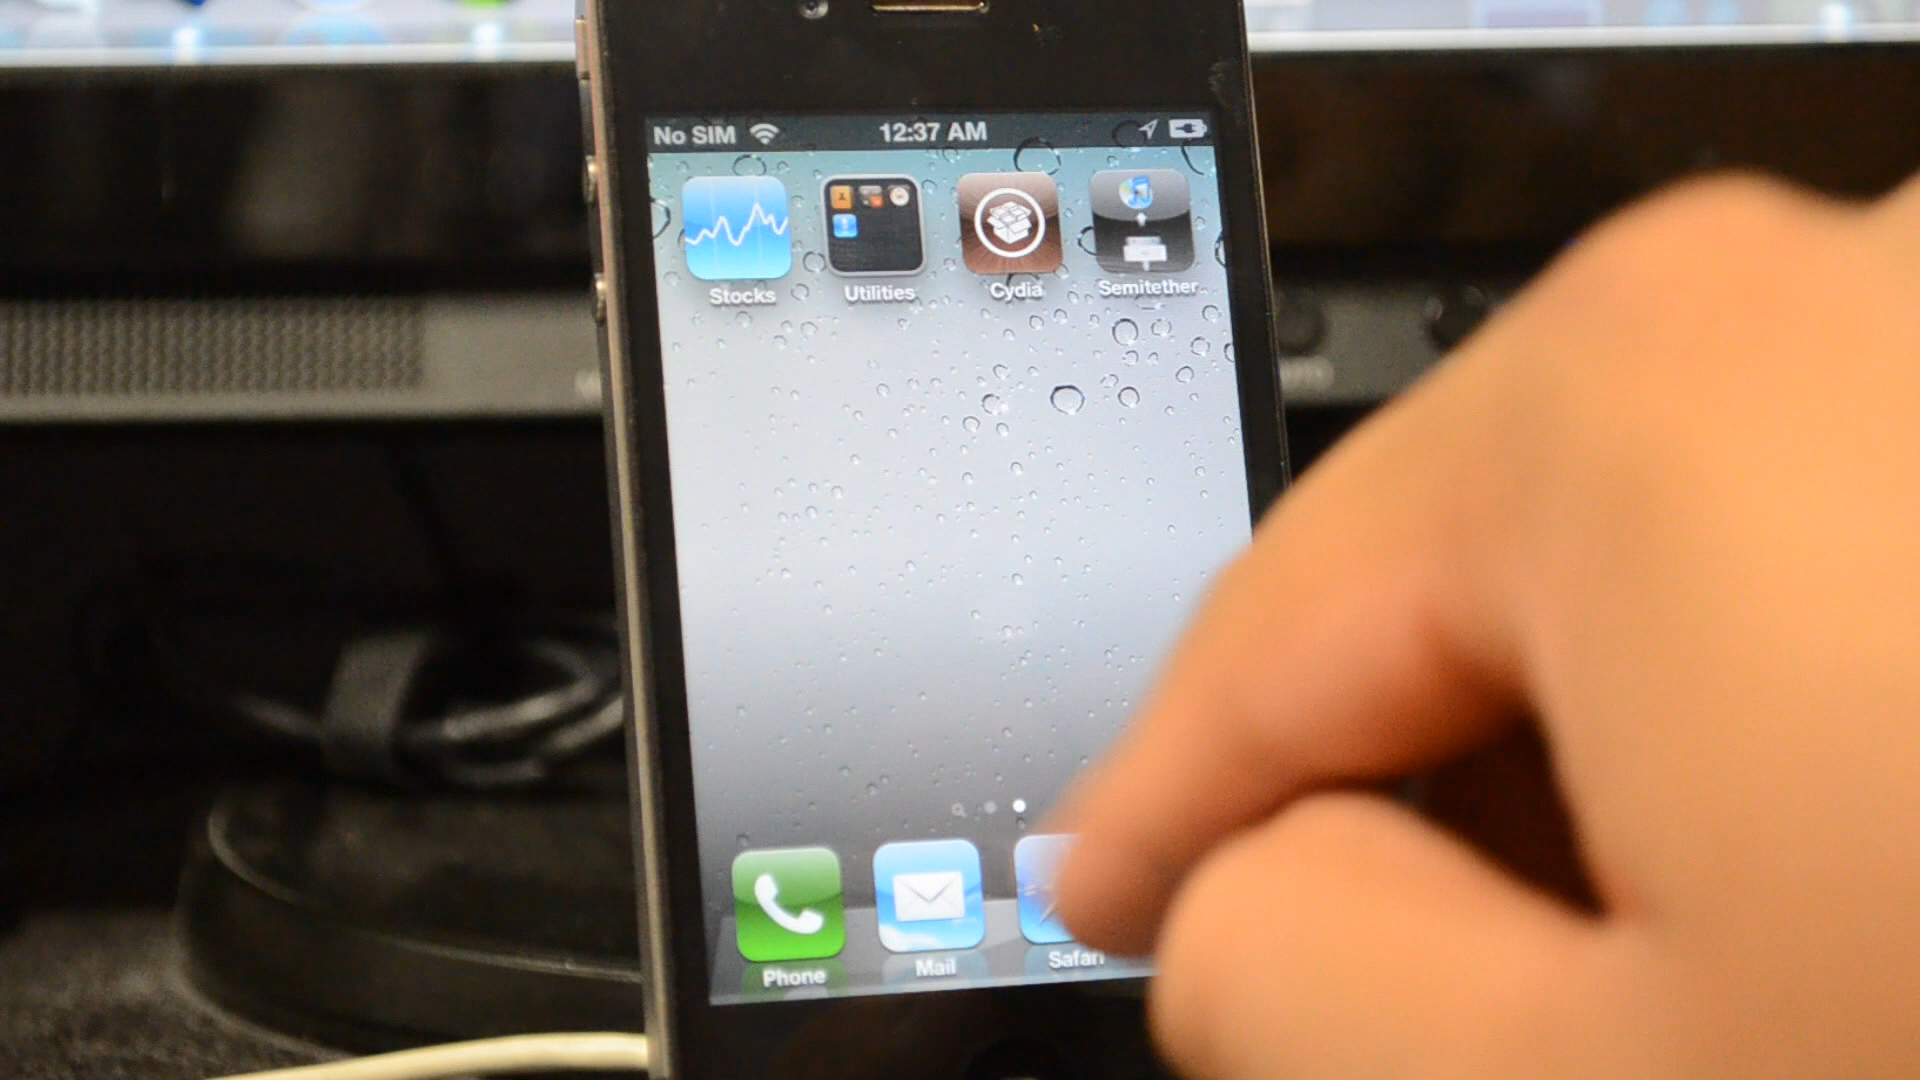 No SIM 12:37 AM
Stocks Utilities Cydia Semitether...
Phone Mail Safari